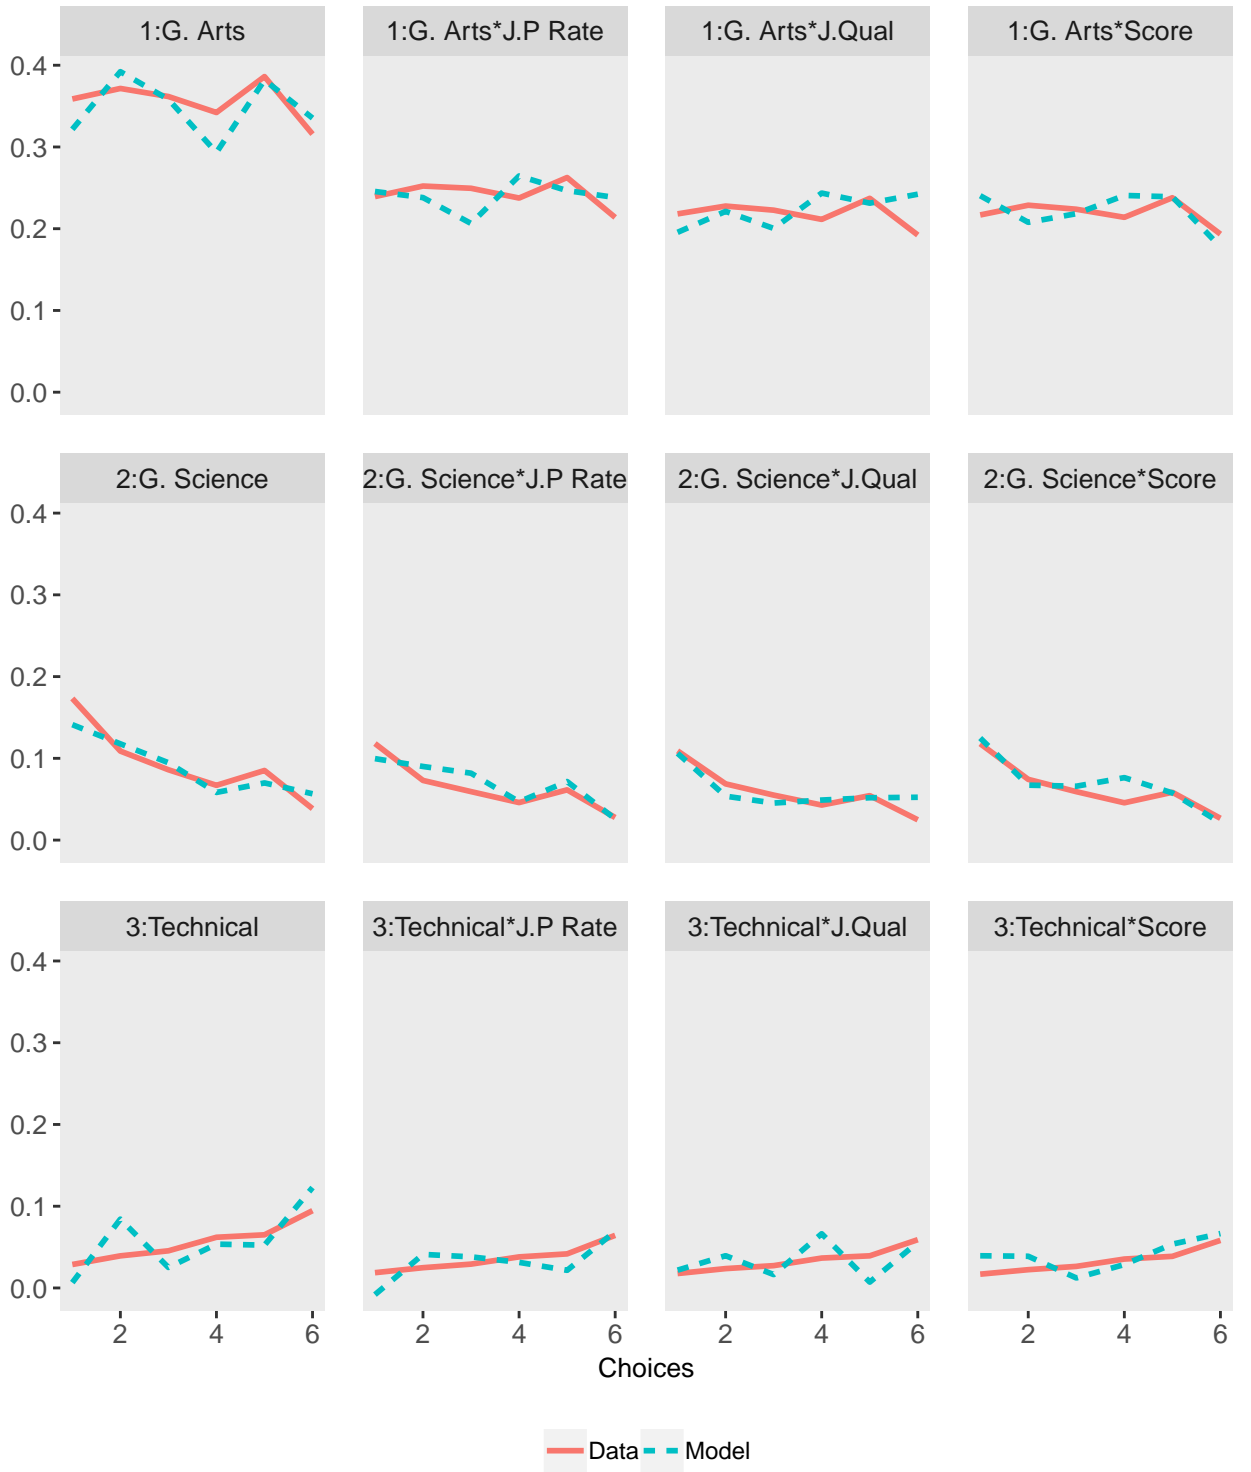 1:G. Arts
1:G. Arts*J.P Rate
1:G. Arts*J.Qual
1:G. Arts*Score
0.4
0.3
0.2
0.1
0.0
2:G. Science
2:G. Science*J.P Rate
2:G. Science*J.Qual
2:G. Science*Score
0.4
0.3
0.2
0.1
0.0
3:Technical
3:Technical*J.P Rate
3:Technical*J.Qual
3:Technical*Score
0.4
0.3
0.2
0.1
0.0
2 4 6
2 4 6
2 4 6
2 4 6
Choices
Data Model